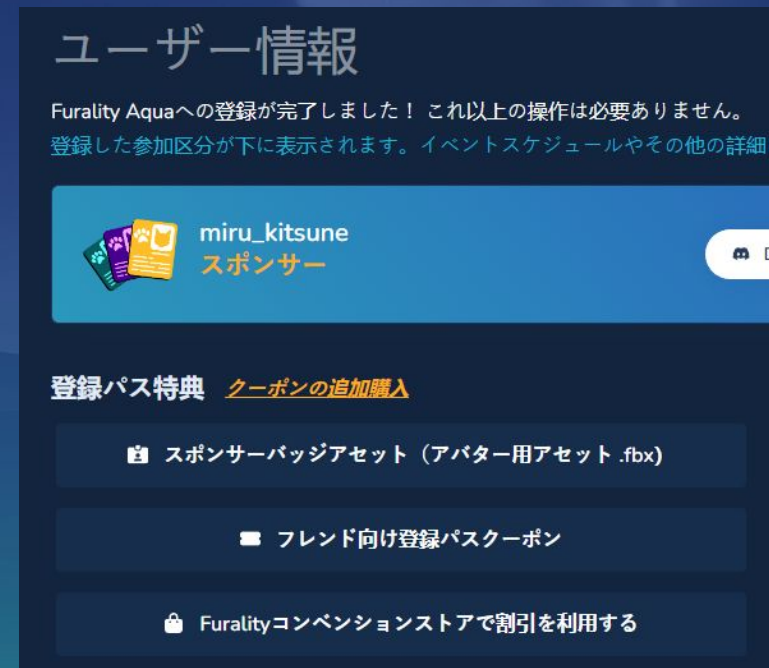 ユーザー情報
Furality Aquaへの登録が完了しました！ これ以上の操作は必要ありません。
登録した参加区分が下に表示されます。イベントスケジュールやその他の詳細
miru_kitsune
スポンサー
登録パス特典 クーポンの追加購入
スポンサーバッジアセット（アバター用アセット .fbx)
フレンド向け登録パスクーポン
Furalityコンベンションストアで割引を利用する